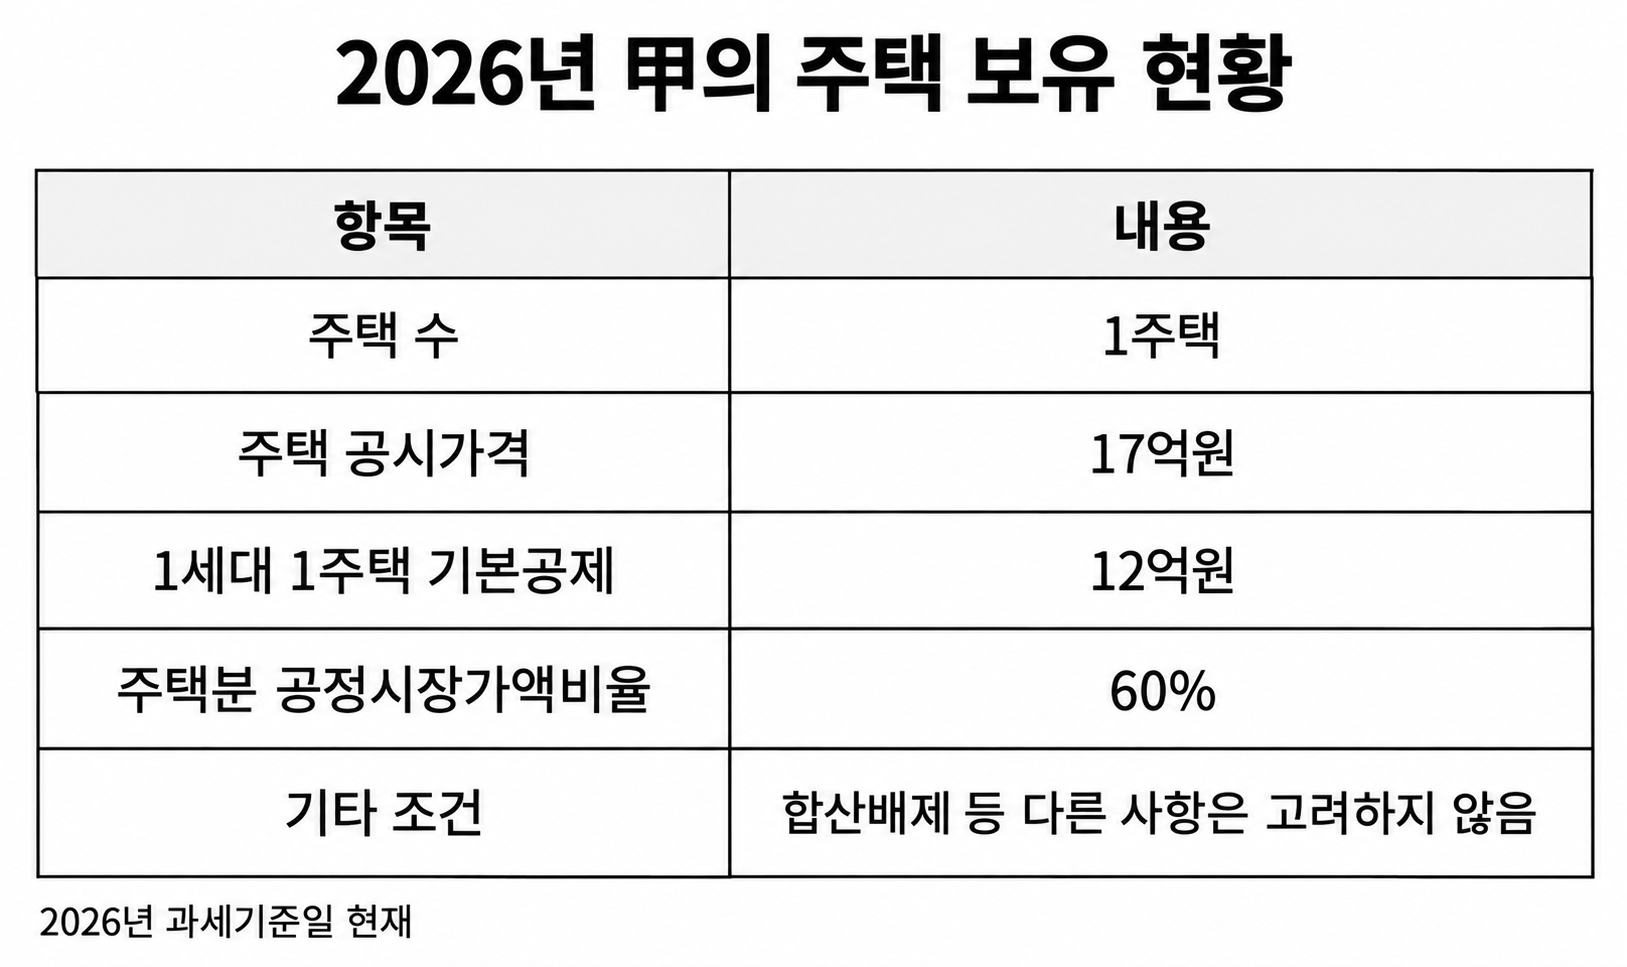 2026년 甲의 주택 보유 현황
항목 내용
주택 수 1주택
주택 공시가격 17억원
1세대 1주택 기본공제 12억원
주택분 공정시장가액비율 60%
기타 조건 합산배제 등 다른 사항은 고려하지 않음
2026년 과세기준일 현재